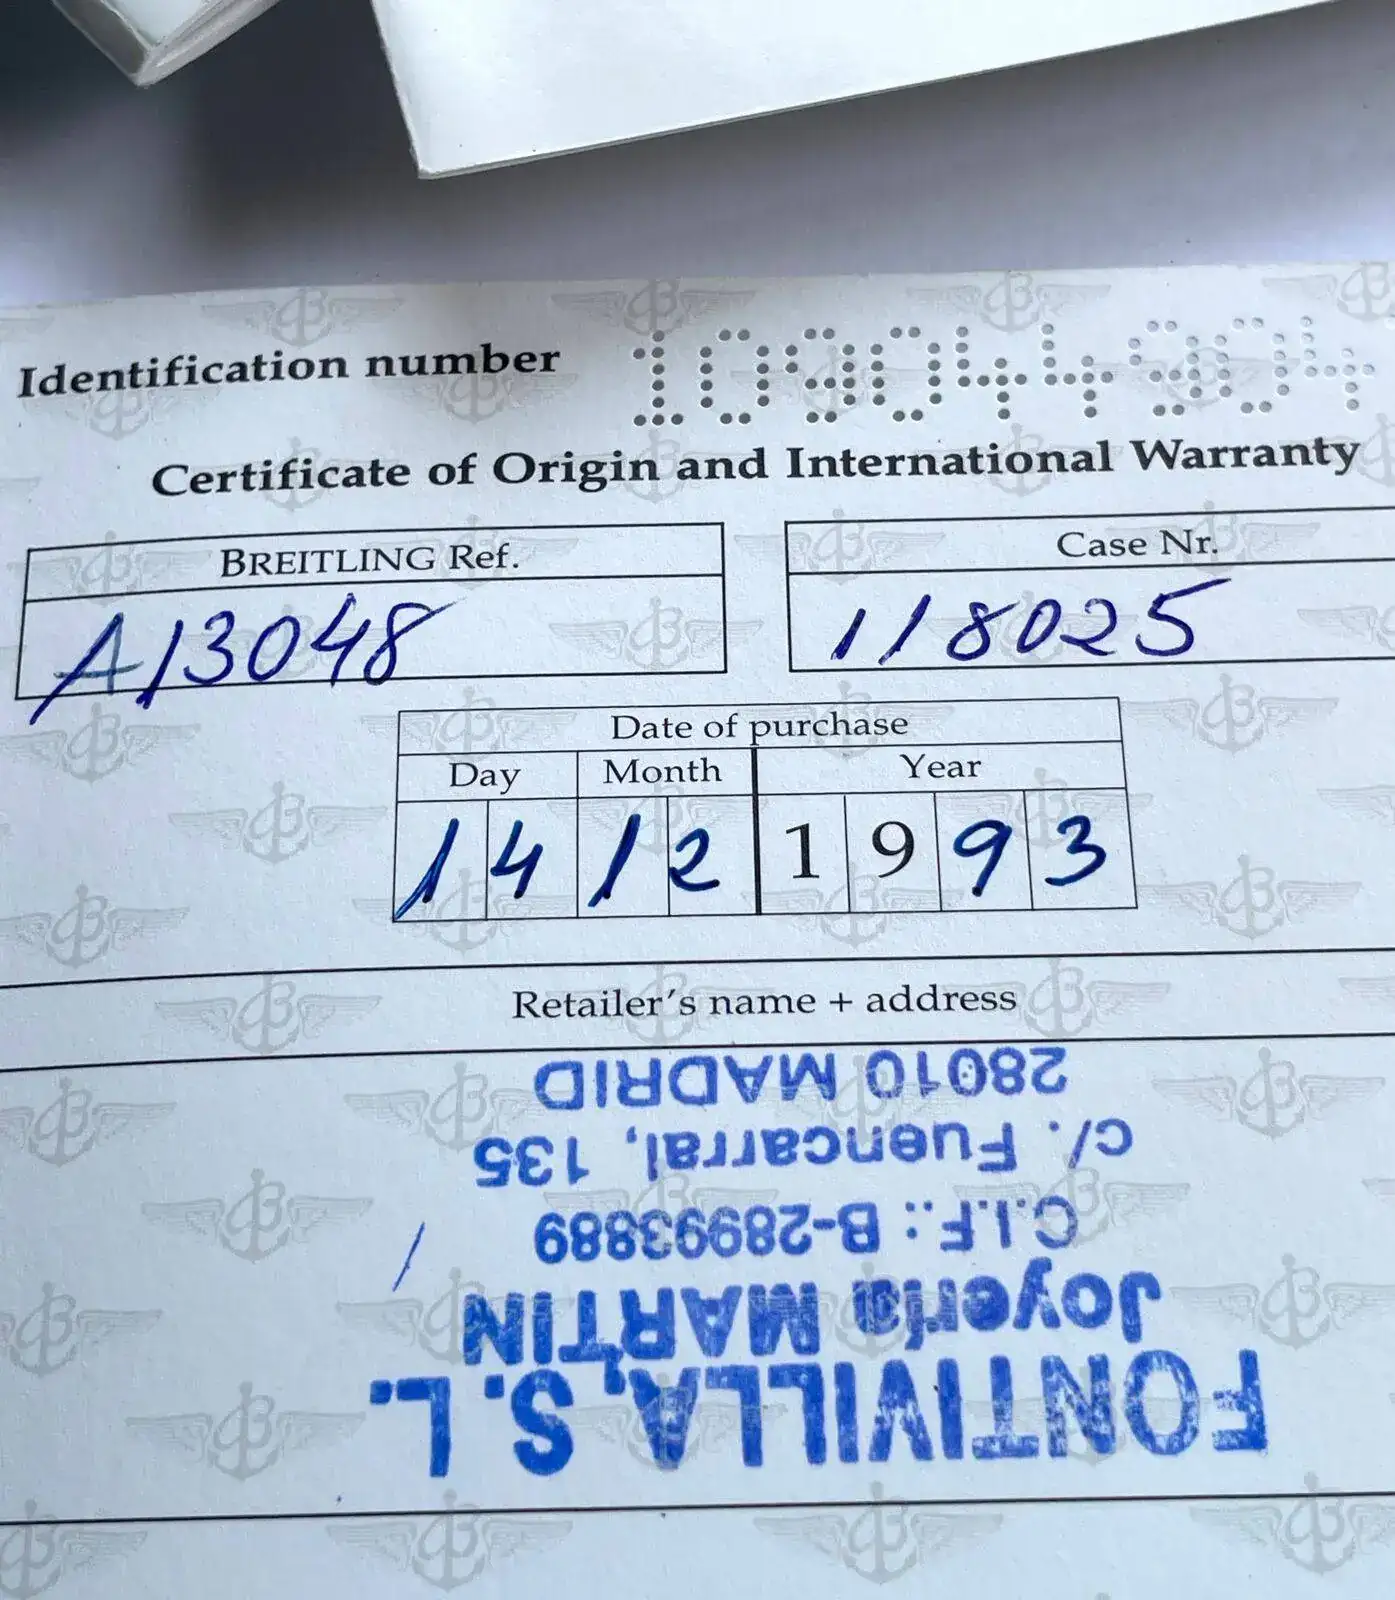 Identification number 109044904
Certificate of Origin and International Warranty
BREITLING Ref.
A13048
Case Nr.
118025
Date of purchase
Day Month Year
14 12 1993
Retailer's name + address
FONTIVILLA, S. L.
Joyería MARTIN
C.I.F.: B-28993889
c/. Fuencarral, 135
28010 MADRID